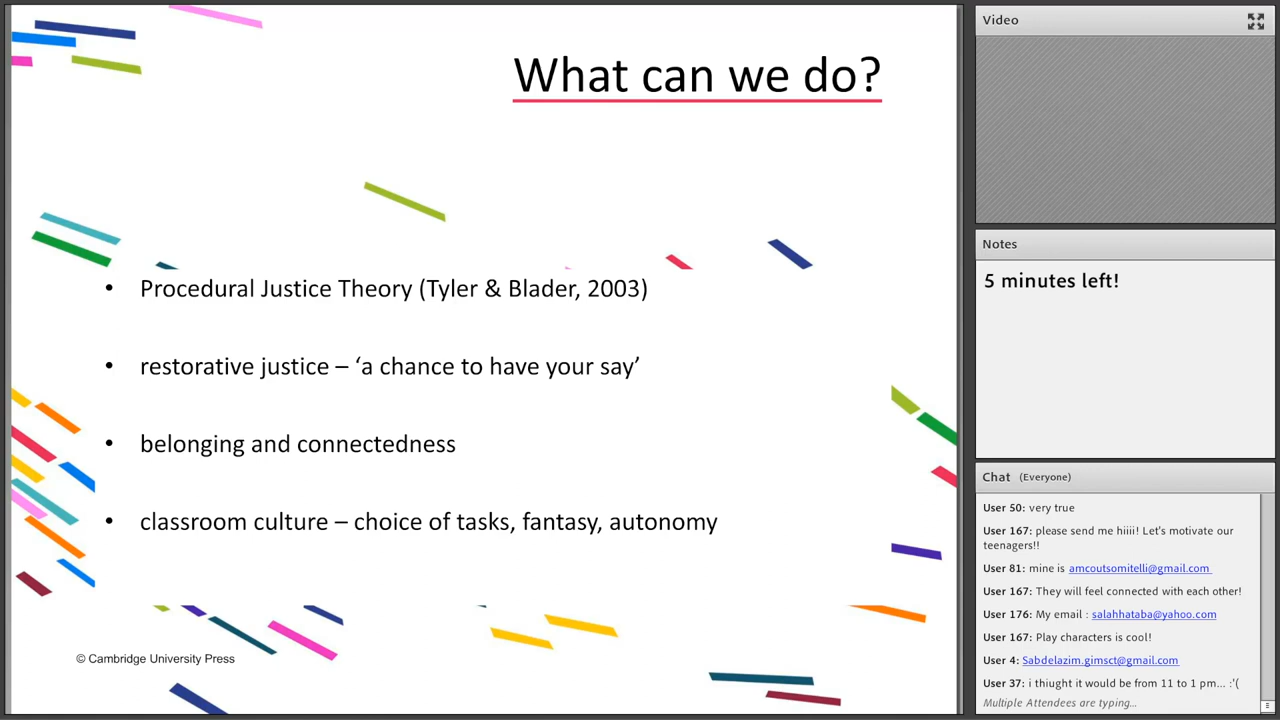 What can we do?
• Procedural Justice Theory (Tyler & Blader, 2003)
• restorative justice – ‘a chance to have your say’
• belonging and connectedness
• classroom culture – choice of tasks, fantasy, autonomy
© Cambridge University Press
Video
Notes
5 minutes left!
Chat (Everyone)
User 50: very true
User 167: please send me hiiii! Let's motivate our
teenagers!!
User 81: mine is amcoutsomitelli@gmail.com
User 167: They will feel connected with each other!
User 176: My email : salahhataba@yahoo.com
User 167: Play characters is cool!
User 4: Sabdelazim.gimsct@gmail.com
User 37: i thiught it would be from 11 to 1 pm... :'(
Multiple Attendees are typing...